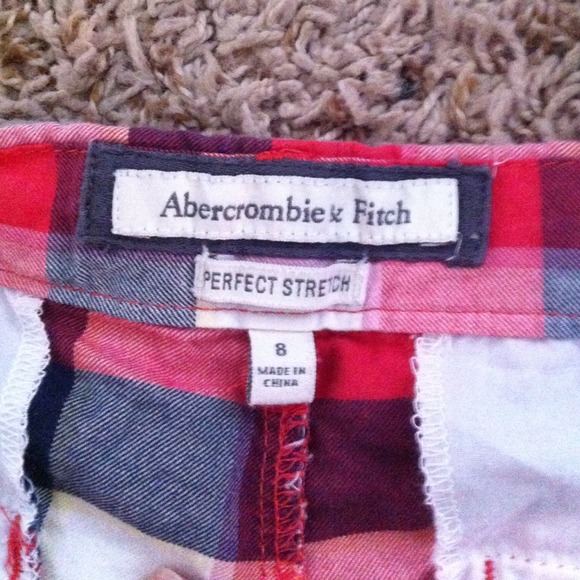 Abercrombie & Fitch
PERFECT STRETCH
8
MADE IN
CHINA